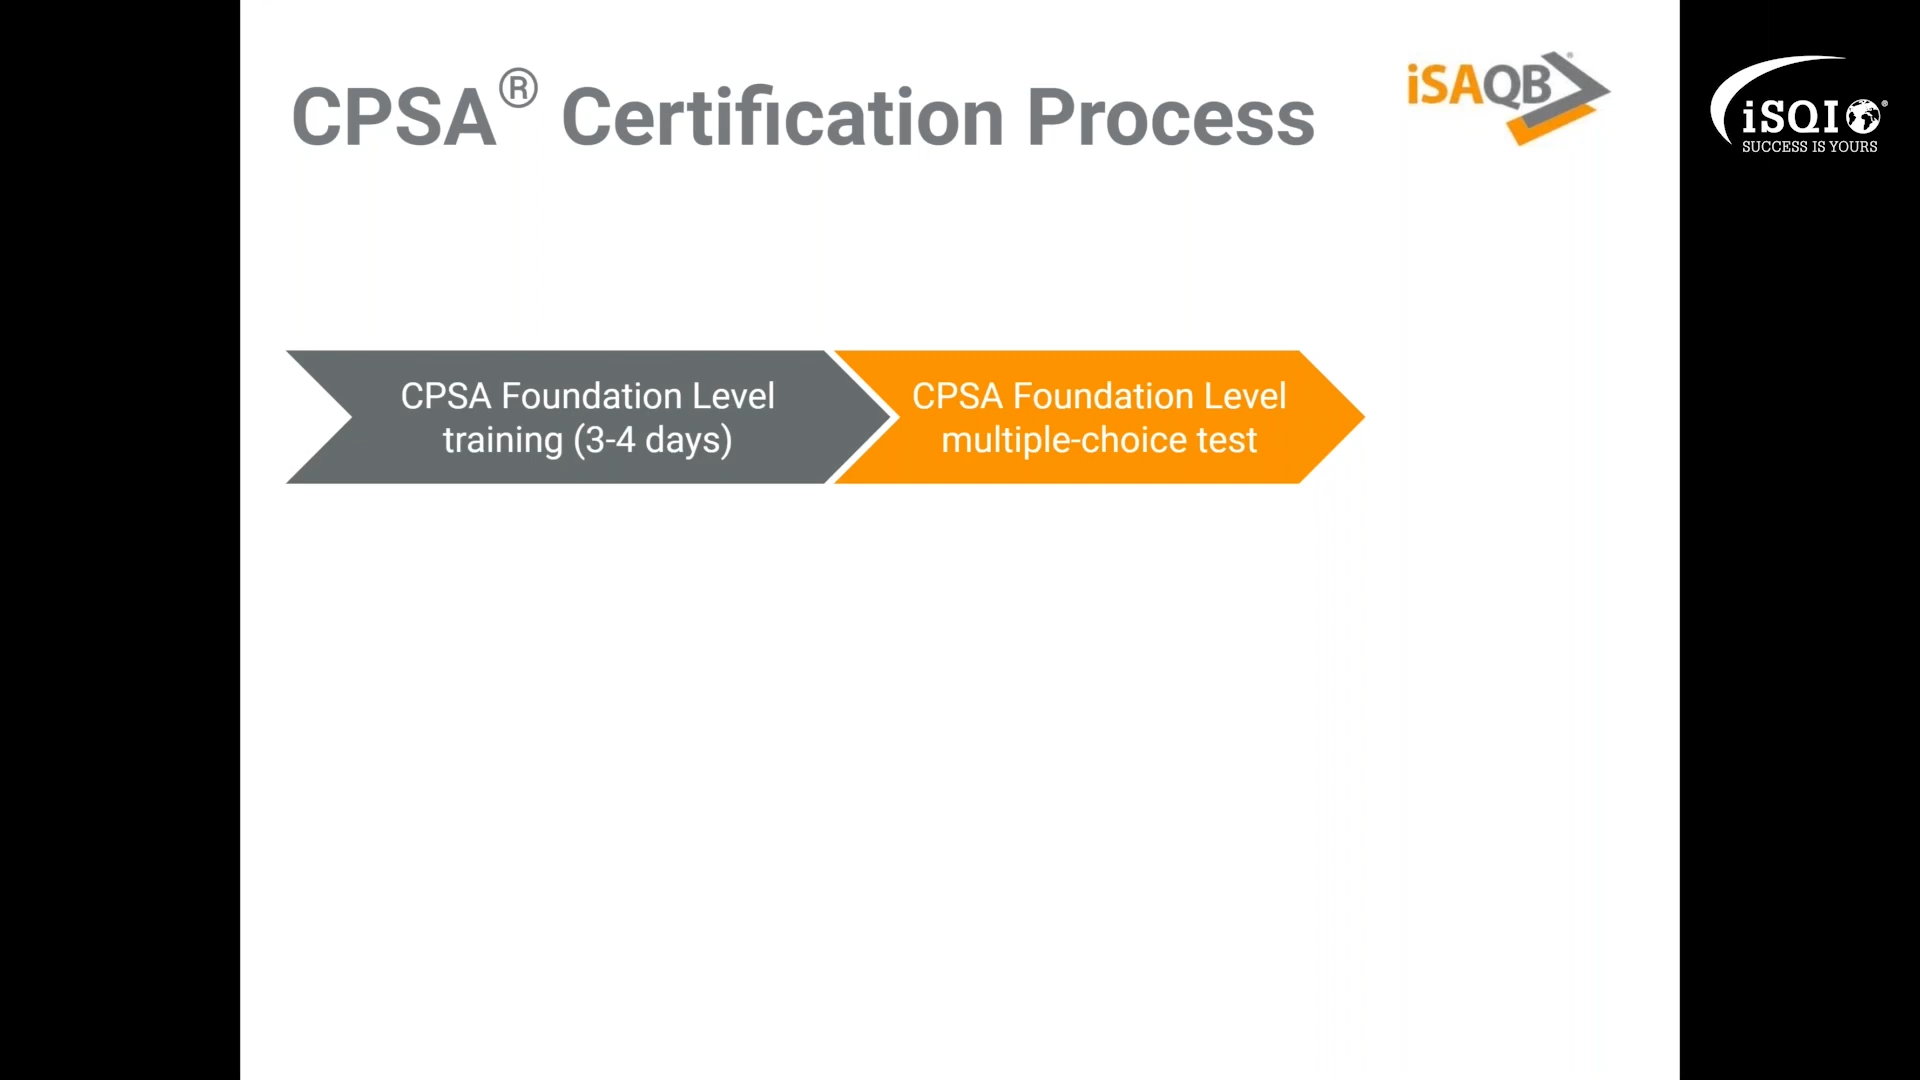 CPSA® Certification Process
iSAQB®
iSQI®
SUCCESS IS YOURS
CPSA Foundation Level
training (3-4 days)
CPSA Foundation Level
multiple-choice test